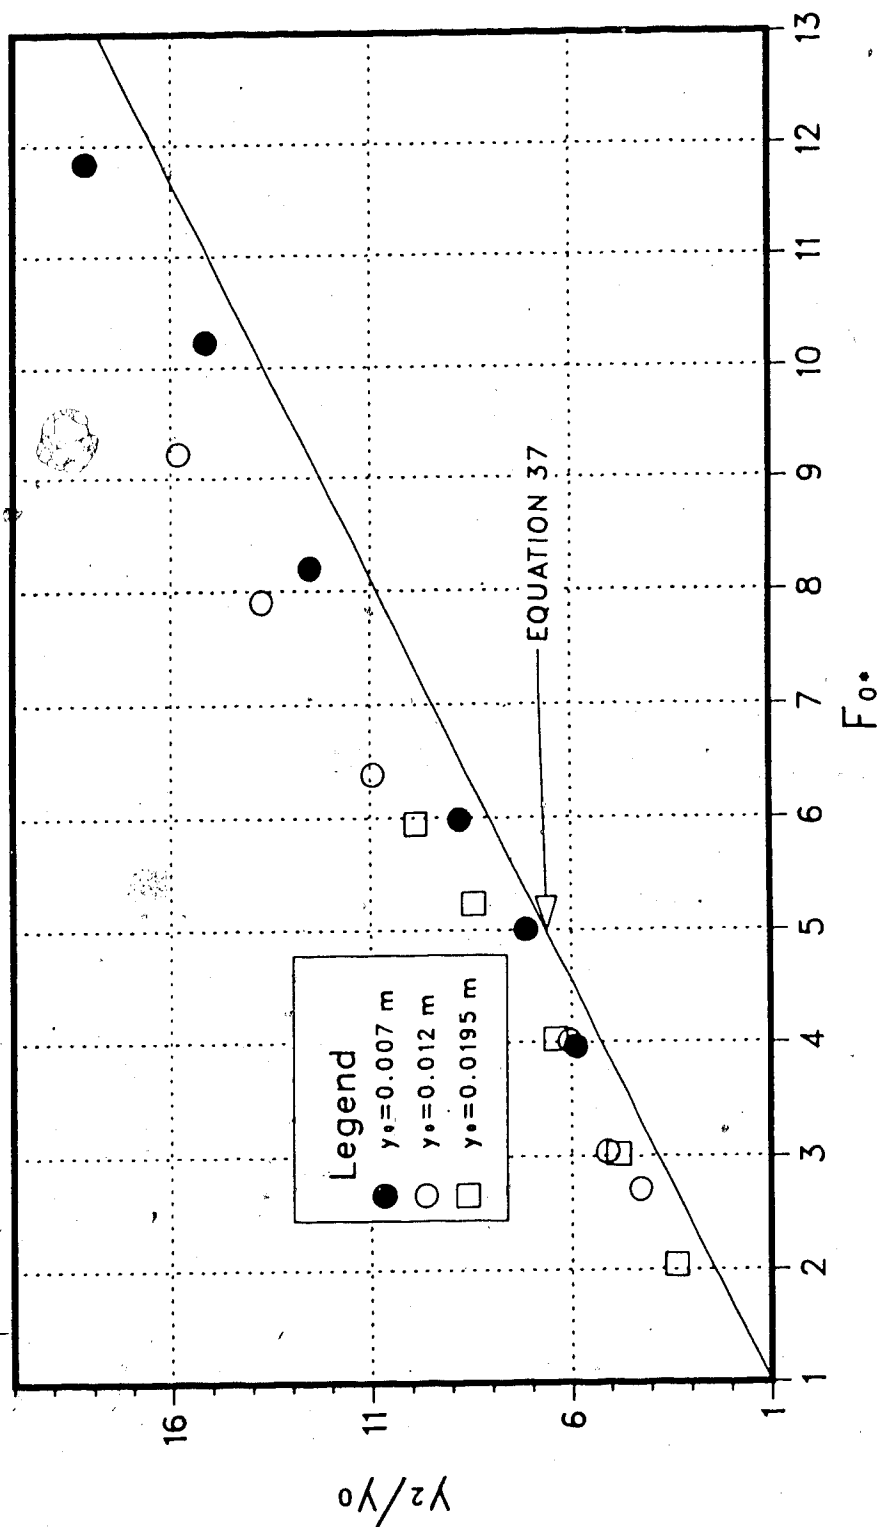 y2/y0
16
11
6
1
Legend
y0=0.007 m
y0=0.012 m
y0=0.0195 m
EQUATION 37
1 2 3 4 5 6 7 8 9 10 11 12 13
F0*